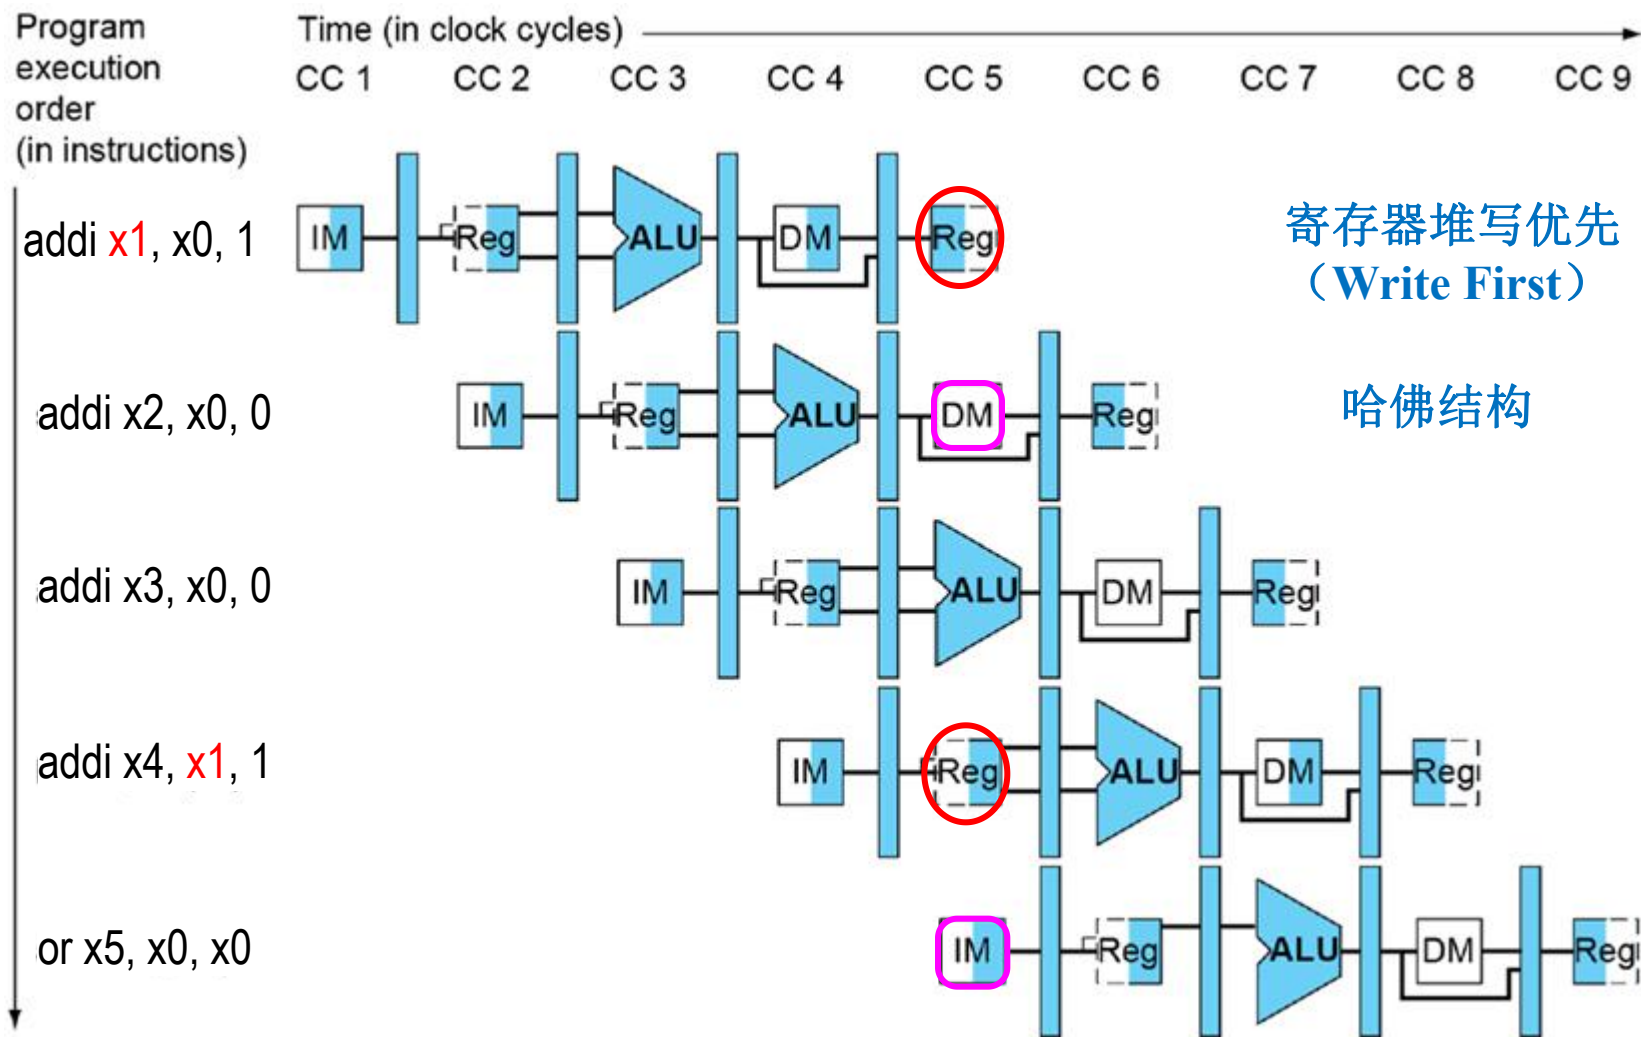 Program
execution
order
(in instructions)
Time (in clock cycles)
CC 1 CC 2 CC 3 CC 4 CC 5 CC 6 CC 7 CC 8 CC 9
addi x1, x0, 1
IM Reg ALU DM Reg
寄存器堆写优先
（Write First）
addi x2, x0, 0
IM Reg ALU DM Reg
哈佛结构
addi x3, x0, 0
IM Reg ALU DM Reg
addi x4, x1, 1
IM Reg ALU DM Reg
or x5, x0, x0
IM Reg ALU DM Reg